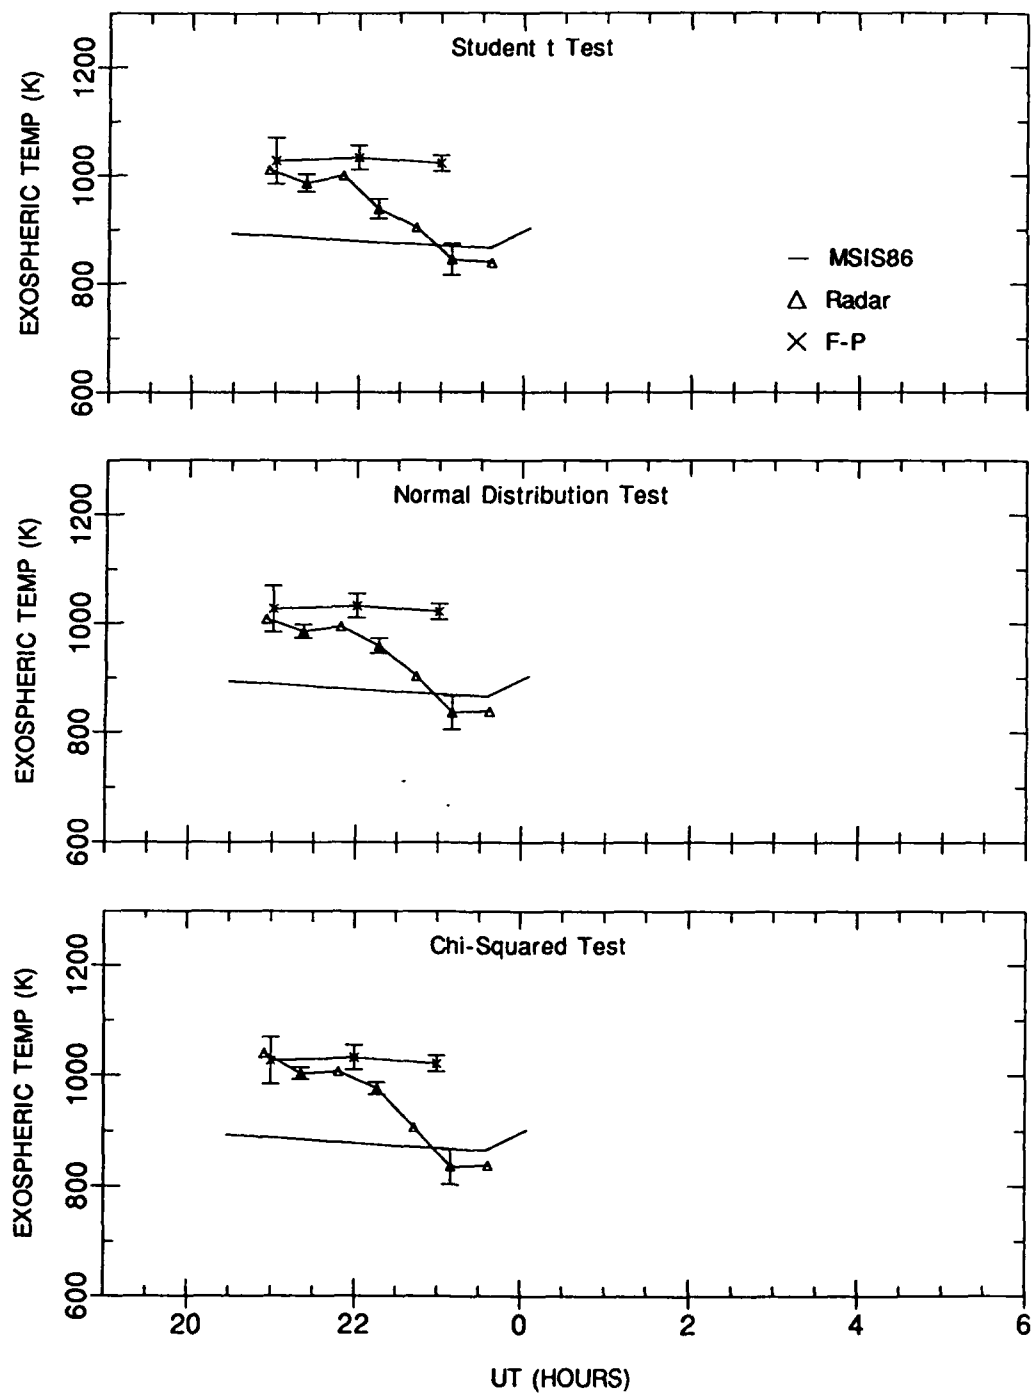 Student t Test
EXOSPHERIC TEMP (K)
1200
1000
800
600
— MSIS86
△ Radar
× F-P
Normal Distribution Test
EXOSPHERIC TEMP (K)
1200
1000
800
600
Chi-Squared Test
EXOSPHERIC TEMP (K)
1200
1000
800
600
20 22 0 2 4 6
UT (HOURS)